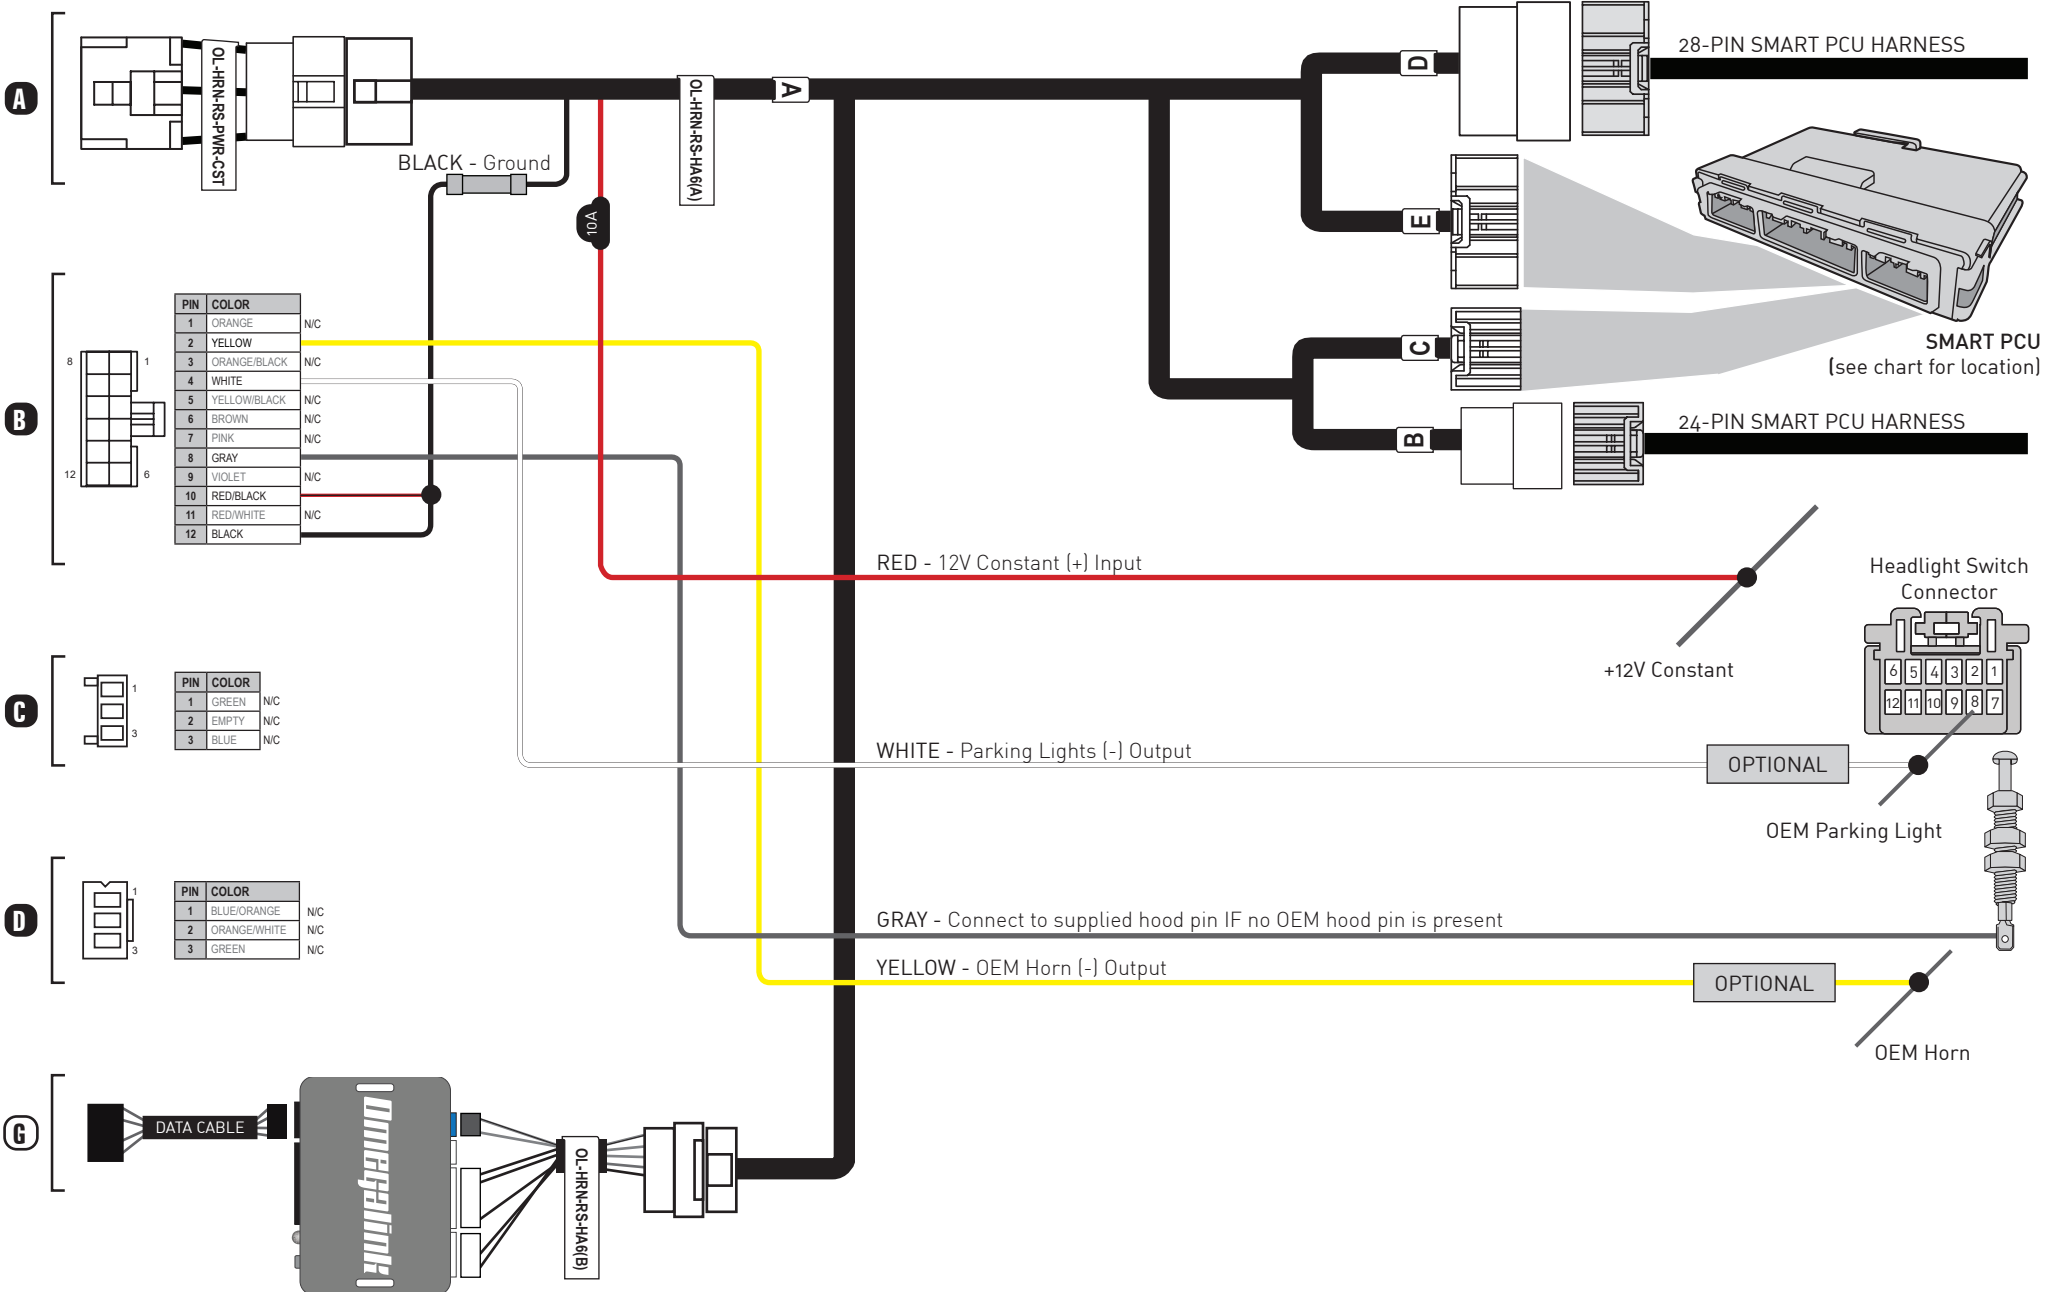 A
OL-HRN-RS-PWR-CST
BLACK - Ground
10A
OL-HRN-RS-HA6(A)
A
D
28-PIN SMART PCU HARNESS
E
SMART PCU
(see chart for location)
C
B
24-PIN SMART PCU HARNESS
B
8 1
12 6
PIN COLOR
1 ORANGE N/C
2 YELLOW
3 ORANGE/BLACK N/C
4 WHITE
5 YELLOW/BLACK N/C
6 BROWN N/C
7 PINK N/C
8 GRAY
9 VIOLET N/C
10 RED/BLACK
11 RED/WHITE N/C
12 BLACK
RED - 12V Constant (+) Input
+12V Constant
Headlight Switch
Connector
6 5 4 3 2 1
12 11 10 9 8 7
C
1
3
PIN COLOR
1 GREEN N/C
2 EMPTY N/C
3 BLUE N/C
WHITE - Parking Lights (-) Output
OPTIONAL
OEM Parking Light
D
1
3
PIN COLOR
1 BLUE/ORANGE N/C
2 ORANGE/WHITE N/C
3 GREEN N/C
GRAY - Connect to supplied hood pin IF no OEM hood pin is present
YELLOW - OEM Horn (-) Output
OPTIONAL
OEM Horn
G
DATA CABLE
Omegalink
OL-HRN-RS-HA6(B)